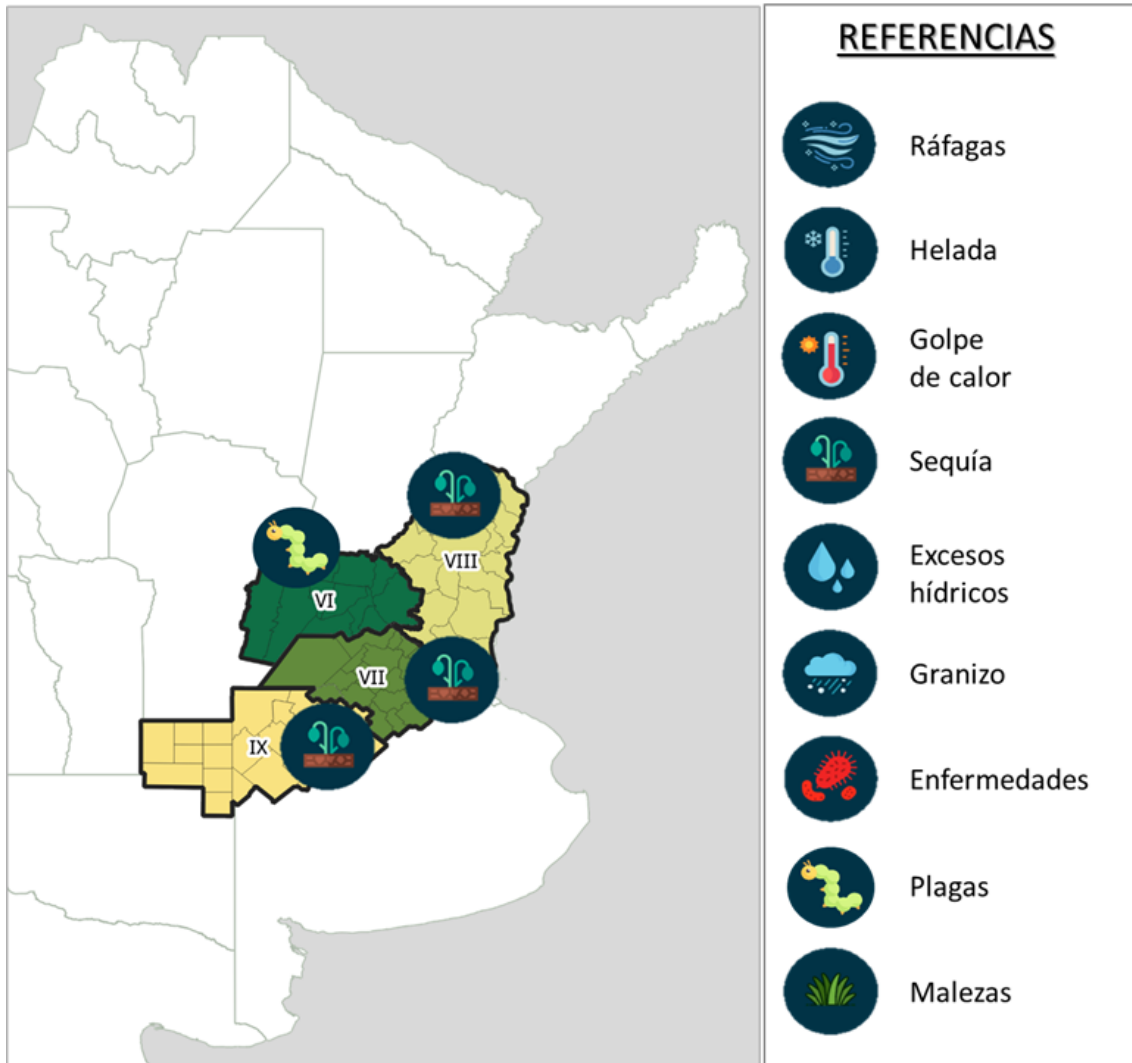 REFERENCIAS
Ráfagas
Helada
Golpe
de calor
Sequía
Excesos
hídricos
Granizo
Enfermedades
Plagas
Malezas
VIII
VI
VII
IX